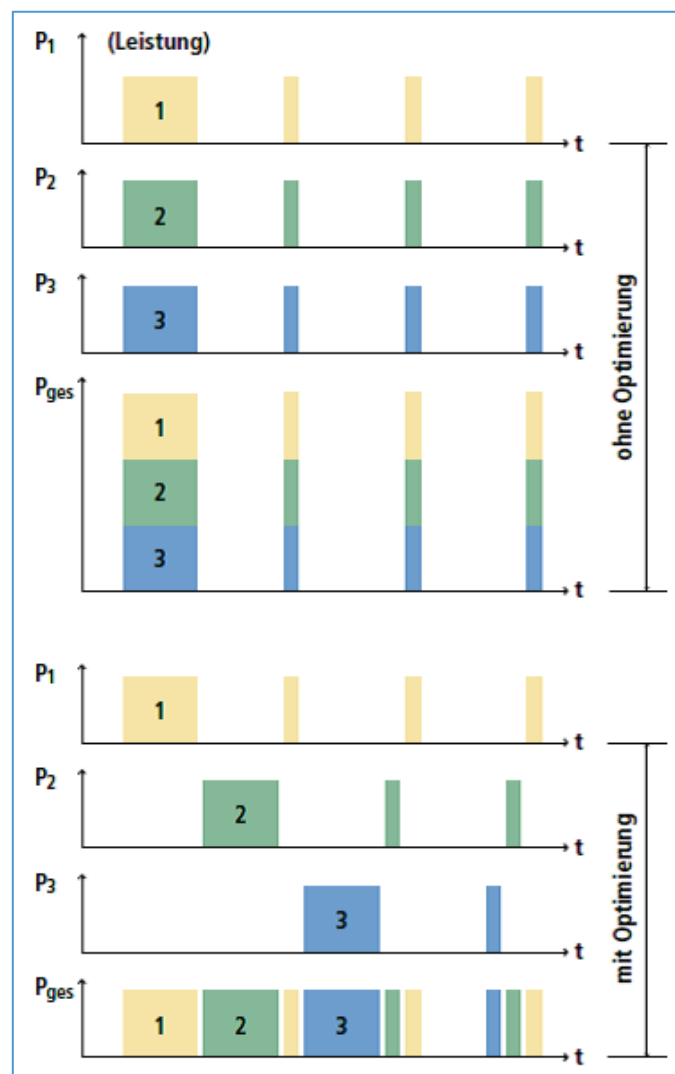 P1 (Leistung)
1
t
P2
2
t
P3
3
t
Pges
1
2
3
t
ohne Optimierung
P1
1
t
P2
2
t
P3
3
t
Pges
1 2 3
t
mit Optimierung